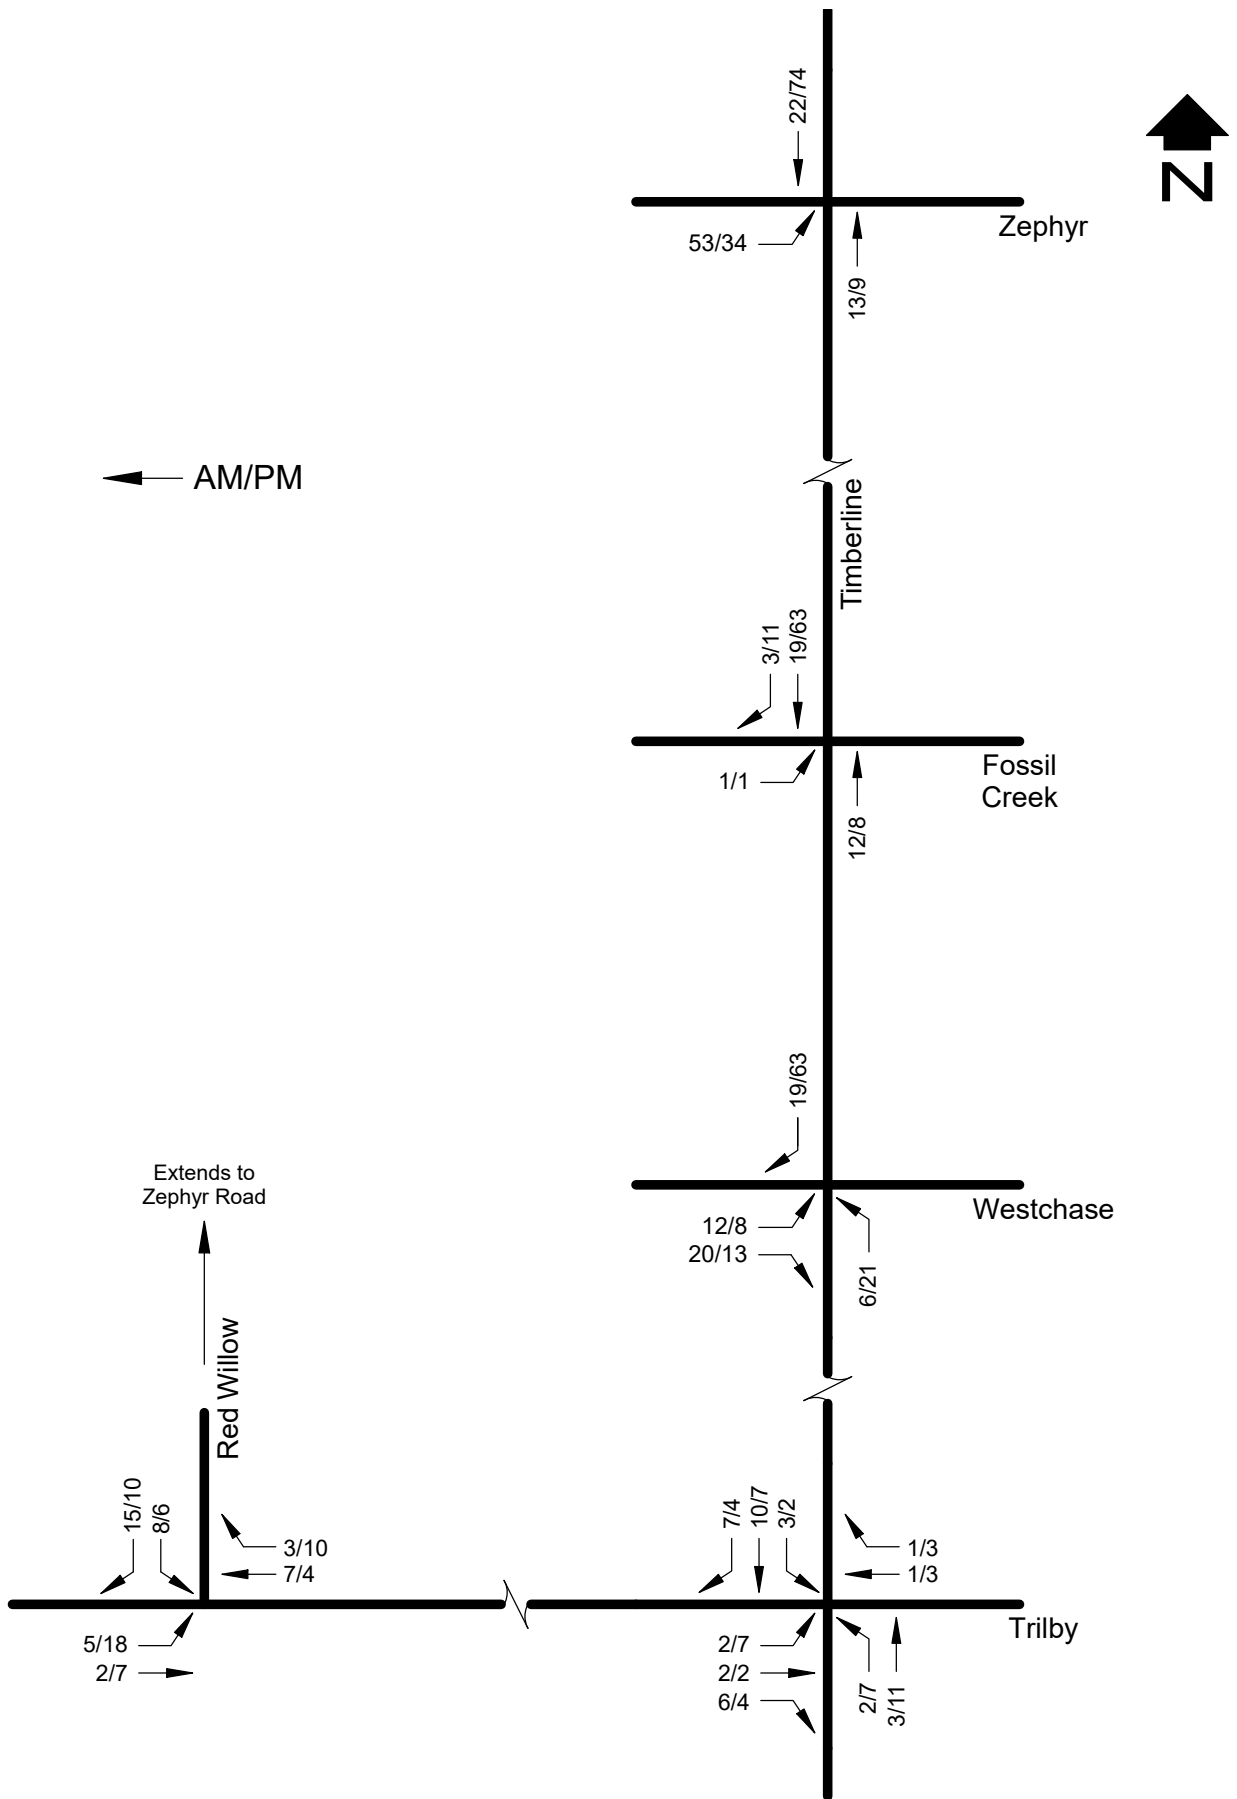 22/74
N
Zephyr
53/34
13/9
AM/PM
Timberline
3/11
19/63
Fossil
Creek
1/1
12/8
19/63
Extends to
Zephyr Road
Westchase
12/8
20/13
6/21
Red Willow
15/10
8/6
3/10
7/4
7/4
10/7
3/2
1/3
1/3
Trilby
5/18
2/7
2/7
2/2
6/4
2/7
3/11